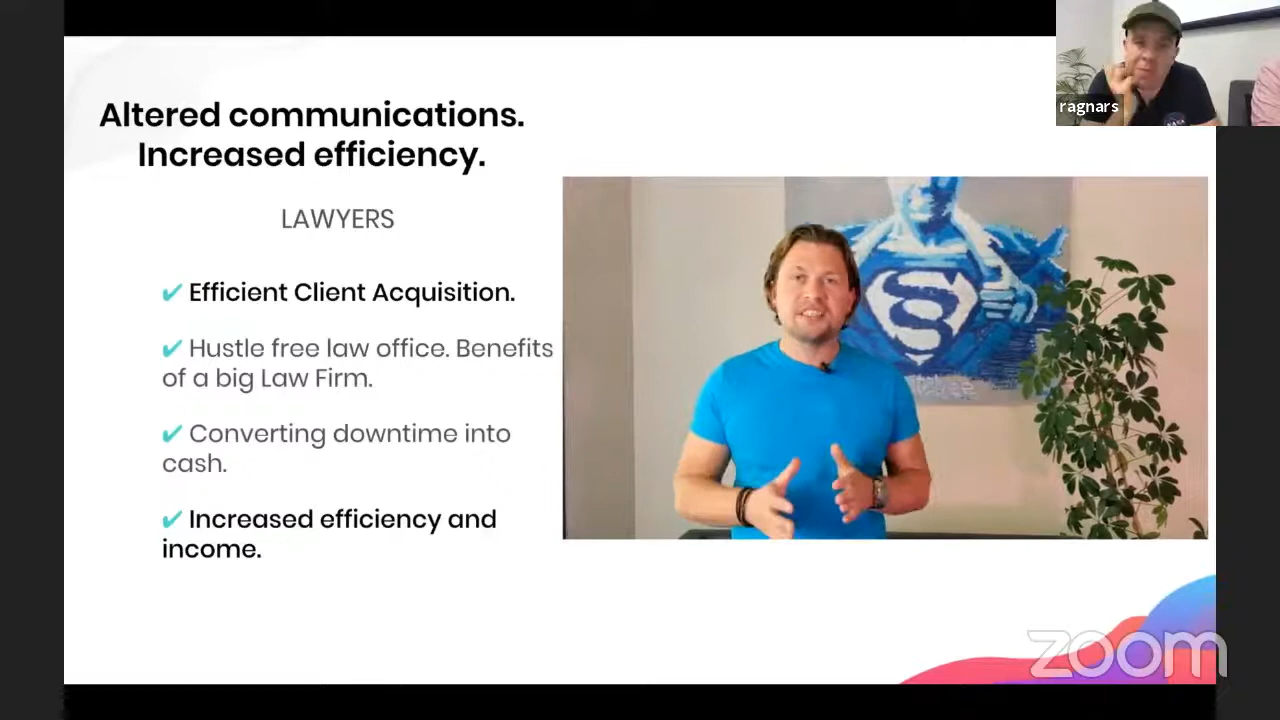 Altered communications.
Increased efficiency.
LAWYERS
✔ Efficient Client Acquisition.
✔ Hustle free law office. Benefits
of a big Law Firm.
✔ Converting downtime into
cash.
✔ Increased efficiency and
income.
ragnars
zoom